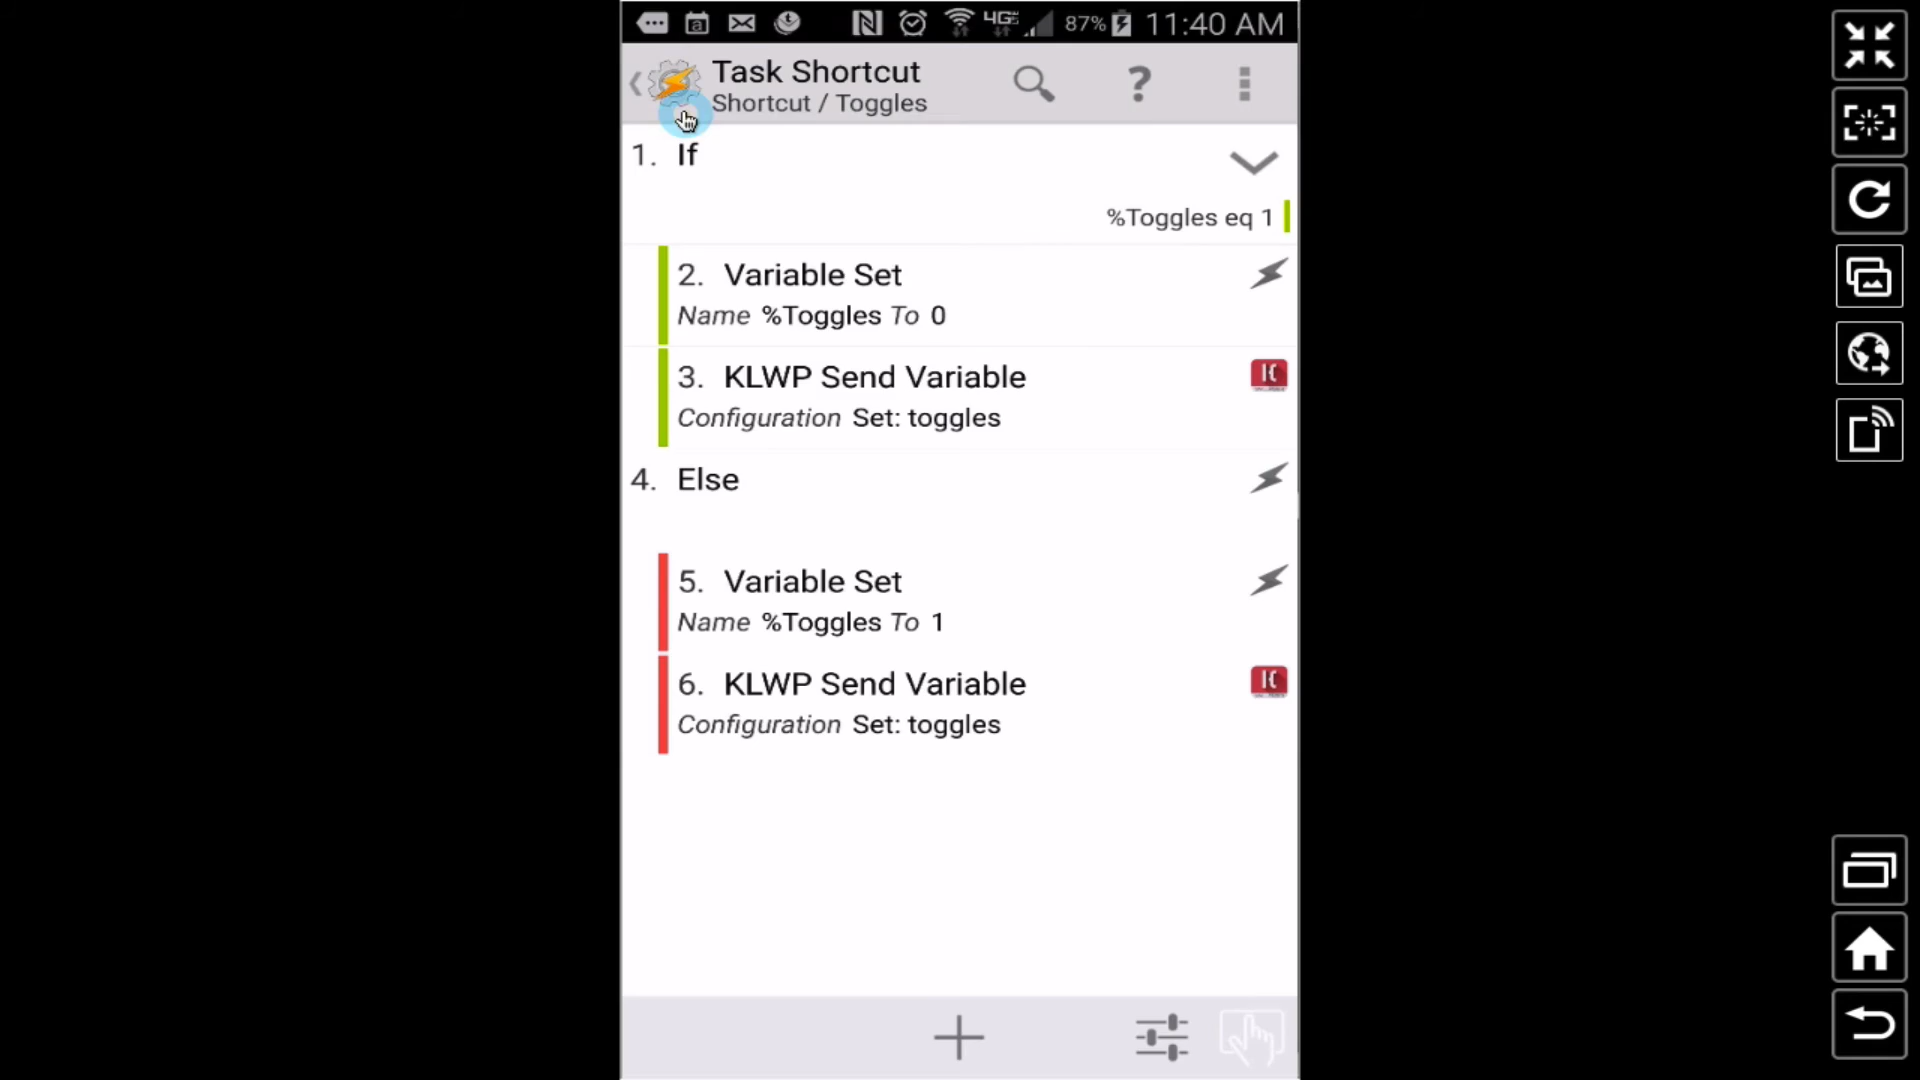 87% 11:40 AM
Task Shortcut
Shortcut / Toggles
1. If
%Toggles eq 1
2. Variable Set
Name %Toggles To 0
3. KLWP Send Variable
Configuration Set: toggles
4. Else
5. Variable Set
Name %Toggles To 1
6. KLWP Send Variable
Configuration Set: toggles